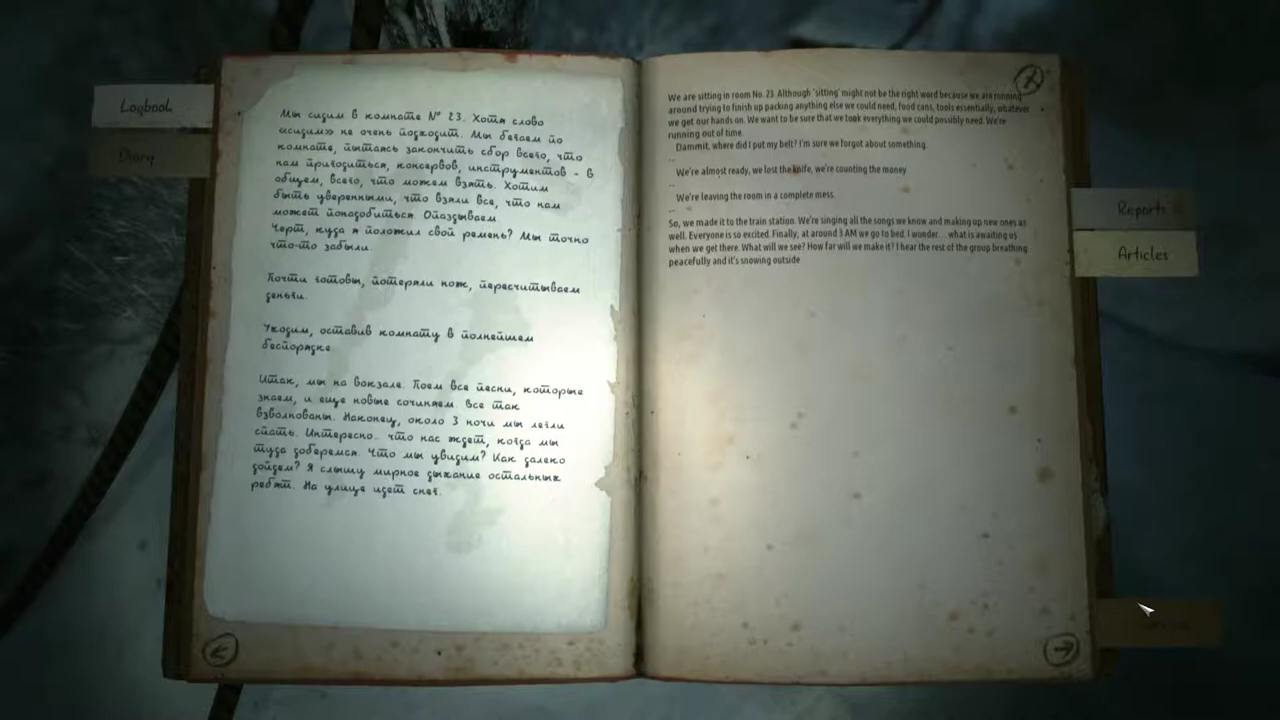 Logbook
Diary
Мы сидим в комнате № 23. Хотя слово
«сидим» не очень подходит. Мы бегаем по
комнате, пытаясь закончить сбор всего, что
нам пригодиться, консервов, инструментов - в
общем, всего, что можем взять. Хотим
быть уверенными, что взяли все, что нам
может понадобиться. Опаздываем
Черт, куда я положил свой ремень? Мы точно
что-то забыли.
Почти готовы, потеряли нож, пересчитываем
деньги.
Уходим, оставив комнату в полнейшем
беспорядке
Итак, мы на вокзале. Поем все песни, которые
знаем, и еще новые сочиняем. Все так
взволнованы. Наконец, около 3 ночи мы легли
спать. Интересно.. что нас ждет, когда мы
туда доберемся. Что мы увидим? Как далеко
дойдем? Я слышу мирное дыхание остальных
ребят. На улице идет снег.
We are sitting in room No. 23. Although 'sitting' might not be the right word because we are running
around trying to finish up packing anything else we could need, food cans, tools essentially, whatever
we get our hands on. We want to be sure that we took everything we could possibly need. We're
running out of time.
Dammit, where did I put my belt? I'm sure we forgot about something.
...
We're almost ready, we lost the knife, we're counting the money
...
We're leaving the room in a complete mess.
...
So, we made it to the train station. We're singing all the songs we know and making up new ones as
well. Everyone is so excited. Finally, at around 3 AM we go to bed. I wonder... what is awaiting us
when we get there. What will we see? How far will we make it? I hear the rest of the group breathing
peacefully and it's snowing outside
Reports
Articles